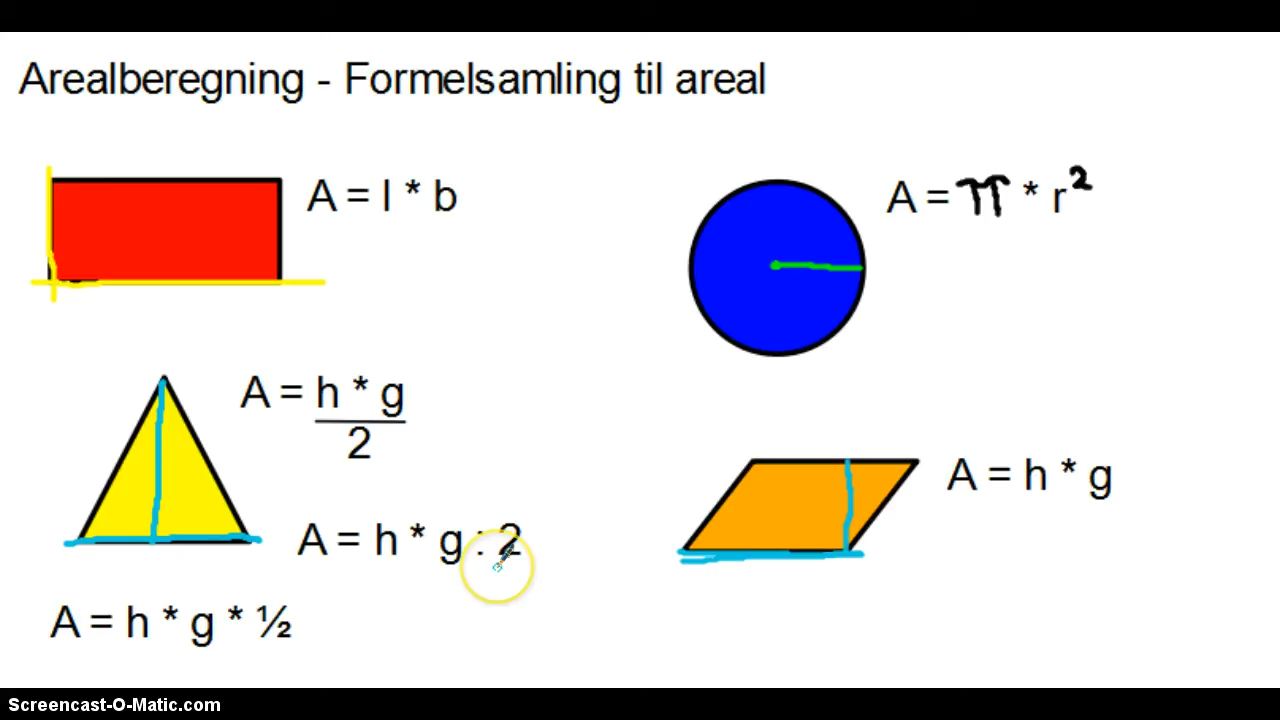 Arealberegning - Formelsamling til areal
A = l * b
A = π * r²
A = h * g
2
A = h * g : 2
A = h * g * ½
A = h * g
Screencast-O-Matic.com